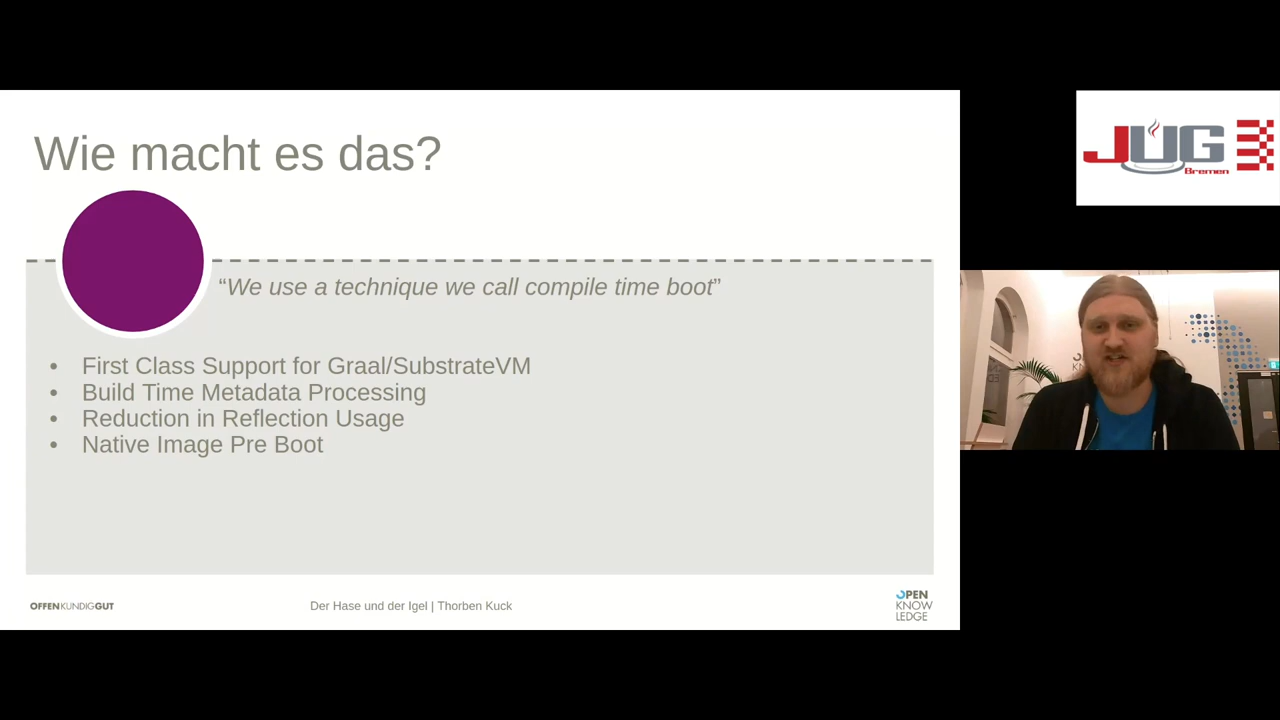 Wie macht es das?
“We use a technique we call compile time boot”
• First Class Support for Graal/SubstrateVM
• Build Time Metadata Processing
• Reduction in Reflection Usage
• Native Image Pre Boot
OFFENKUNDIGGUT
Der Hase und der Igel | Thorben Kuck
OPEN
KNOW
LEDGE
JUG
Bremen